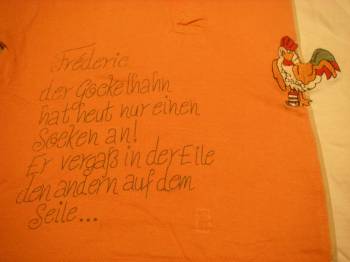 Frederic
der Gockelhahn
hat heut nur einen
Socken an!
Er vergaß in der Eile
den andern auf dem
Seile...